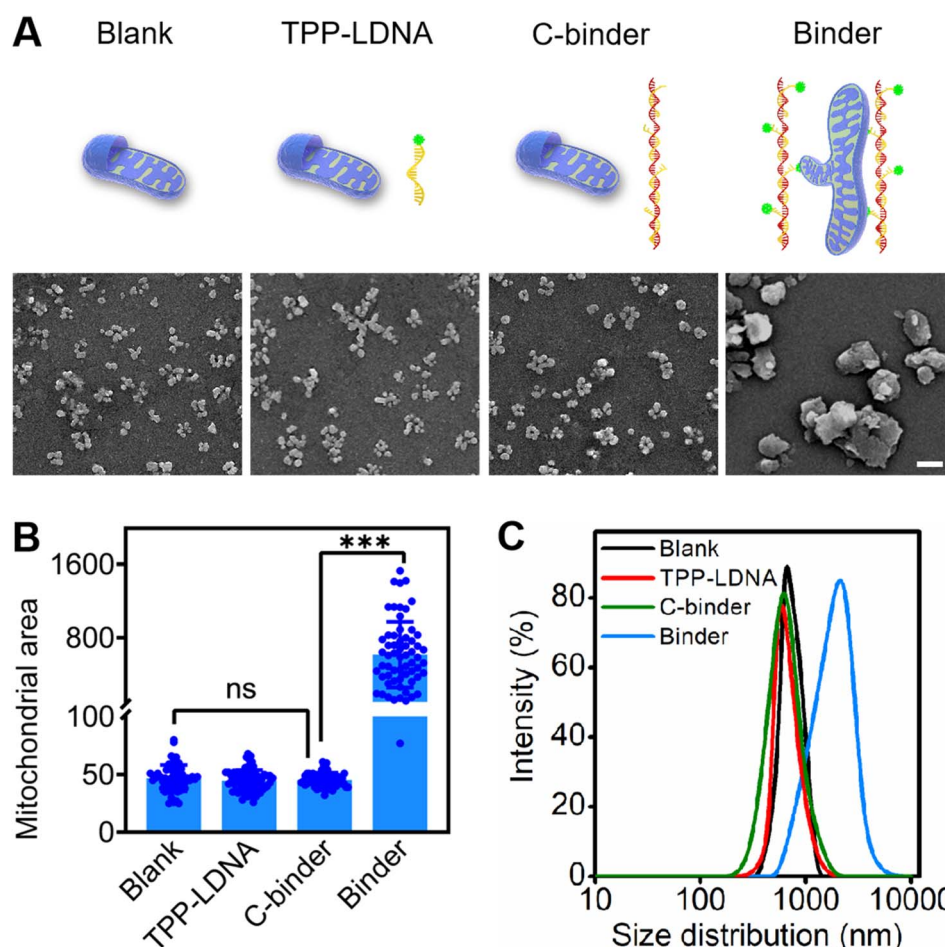 A
Blank
TPP-LDNA
C-binder
Binder
B
Mitochondrial area
1600
800
100
50
0
ns
***
Blank
TPP-LDNA
C-binder
Binder
C
Blank
TPP-LDNA
C-binder
Binder
Intensity (%)
80
60
40
20
0
10
100
1000
10000
Size distribution (nm)